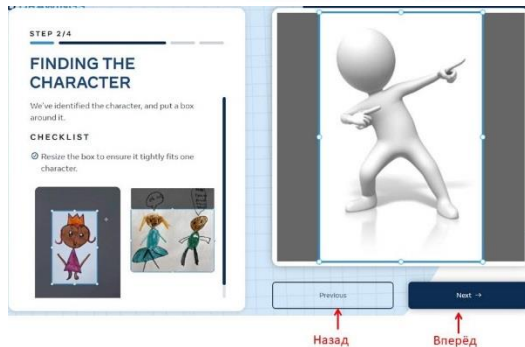 STEP 2/4
FINDING THE
CHARACTER
We've identified the character, and put a box
around it.
CHECKLIST
Resize the box to ensure it tightly fits one
character.
Previous
Next →
Назад
Вперёд